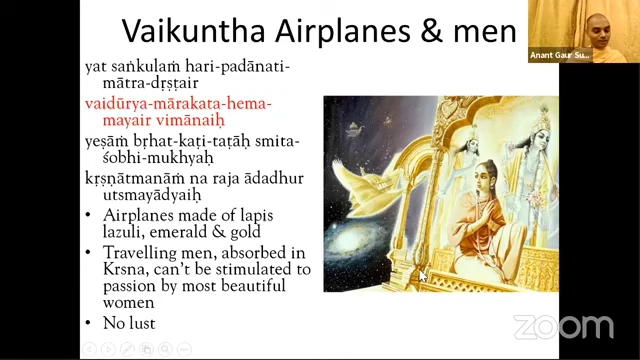 Vaikuntha Airplanes & men
Anant Gaur Su...
yat saṅkulaṁ hari-padānati-
mātra-dṛṣṭair
vaidūrya-mārakata-hema-
mayair vimānaiḥ
yeṣāṁ bṛhat-kaṭi-taṭāḥ smita-
śobhi-mukhyaḥ
kṛṣṇātmanāṁ na raja ādadhur
utsmayādyaiḥ
• Airplanes made of lapis
lazuli, emerald & gold
• Travelling men, absorbed in
Krsna, can't be stimulated to
passion by most beautiful
women
• No lust
zoom